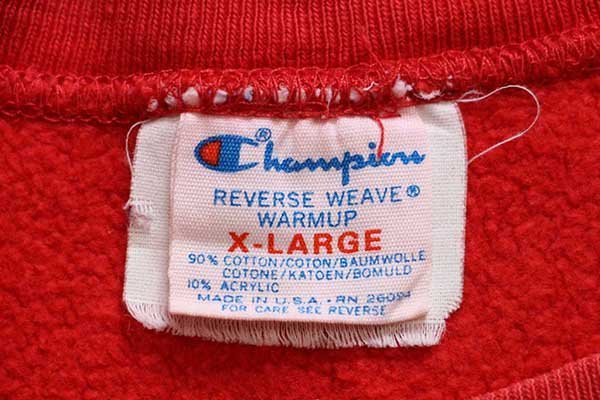 Champion®
REVERSE WEAVE®
WARMUP
X-LARGE
90% COTTON/COTON/BAUMWOLLE
COTONE/KATOEN/BOMULD
10% ACRYLIC
MADE IN U.S.A. • RN 26094
FOR CARE SEE REVERSE